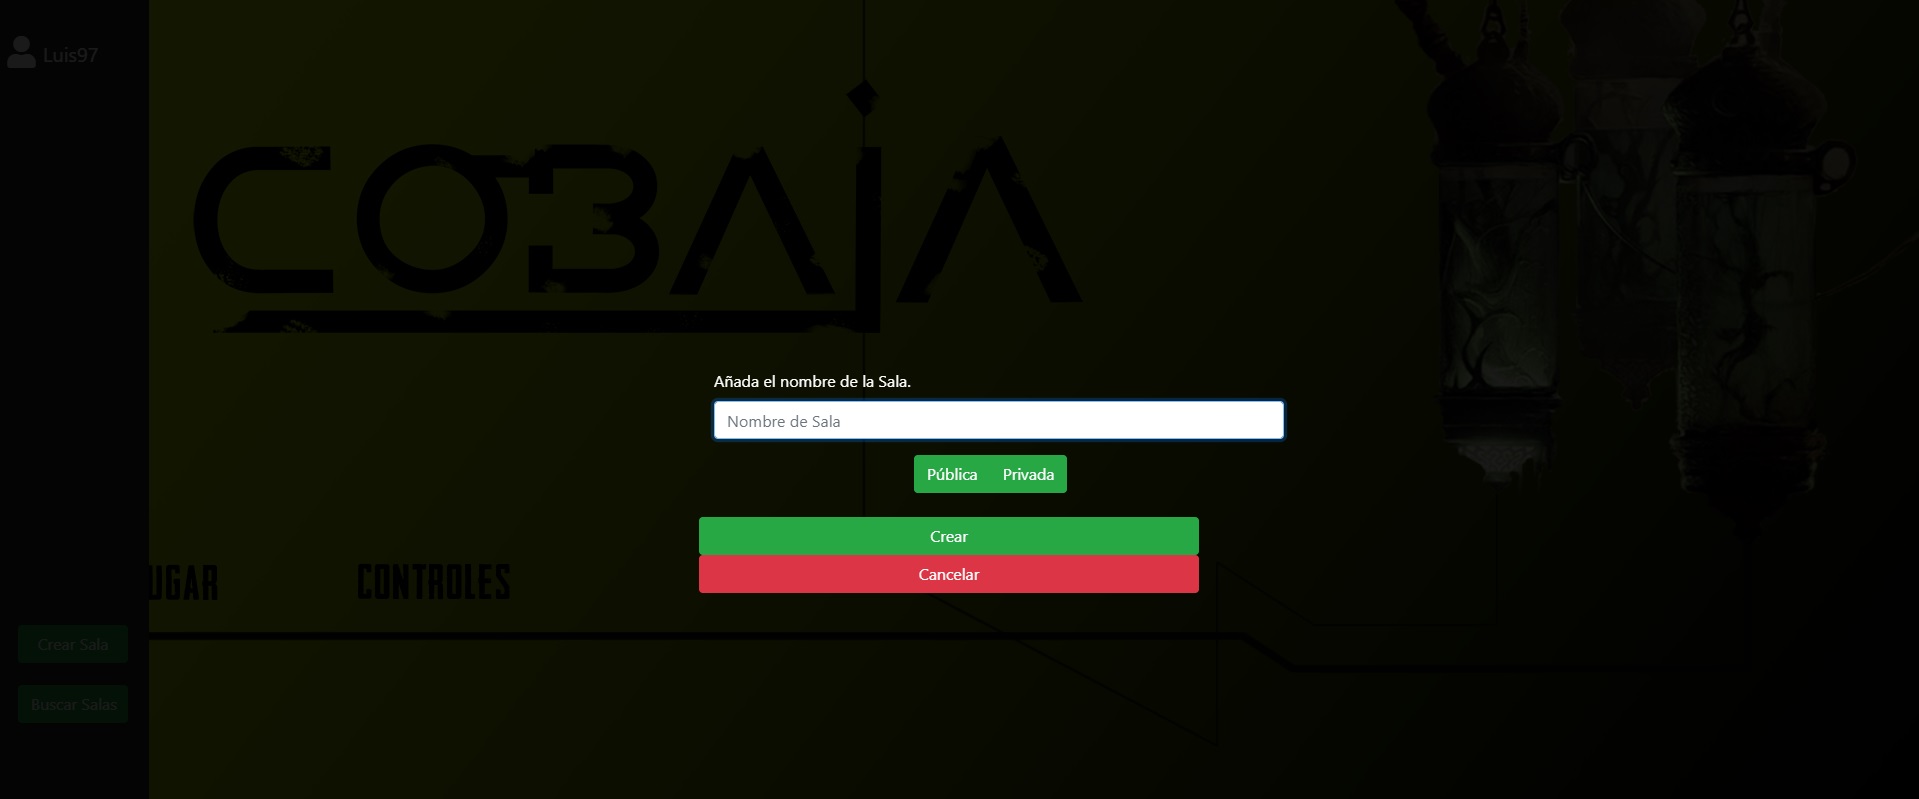 Luis97
COBAJA
Añada el nombre de la Sala.
Nombre de Sala
Pública Privada
Crear
Cancelar
UGAR CONTROLES
Crear Sala
Buscar Salas